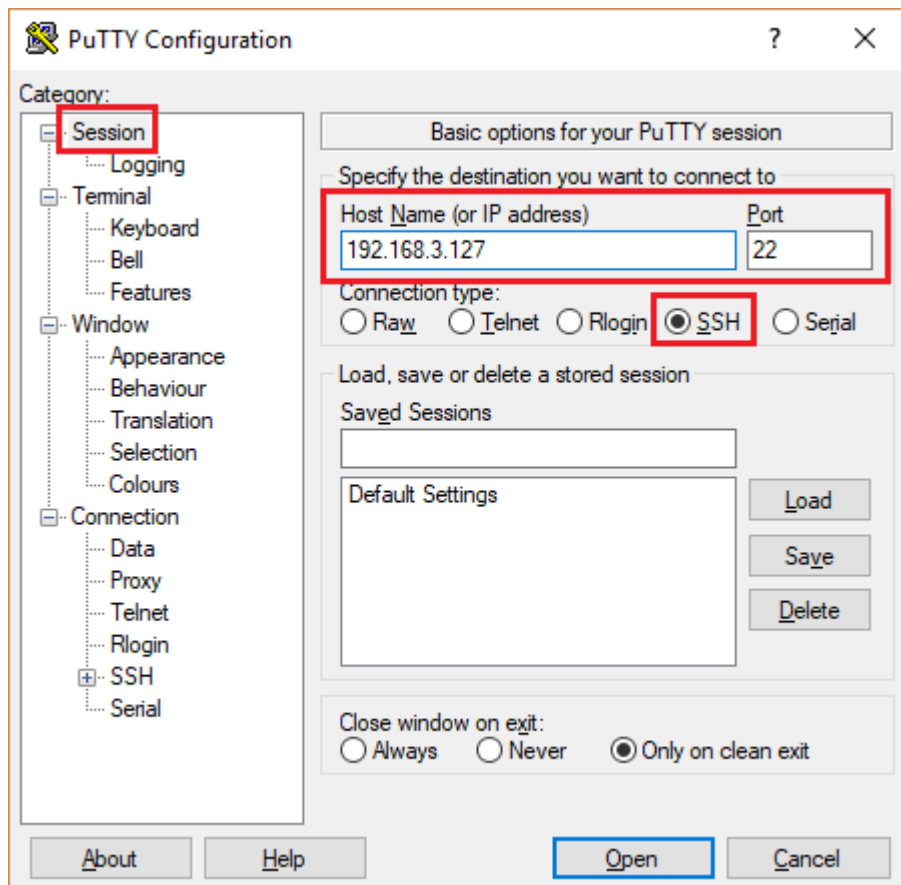 PuTTY Configuration
?
Category:
Session
Logging
Terminal
Keyboard
Bell
Features
Window
Appearance
Behaviour
Translation
Selection
Colours
Connection
Data
Proxy
Telnet
Rlogin
SSH
Serial
Basic options for your PuTTY session
Specify the destination you want to connect to
Host Name (or IP address) Port
192.168.3.127 22
Connection type:
Raw Telnet Rlogin SSH Serial
Load, save or delete a stored session
Saved Sessions
Default Settings
Load
Save
Delete
Close window on exit:
Always Never Only on clean exit
About Help Open Cancel